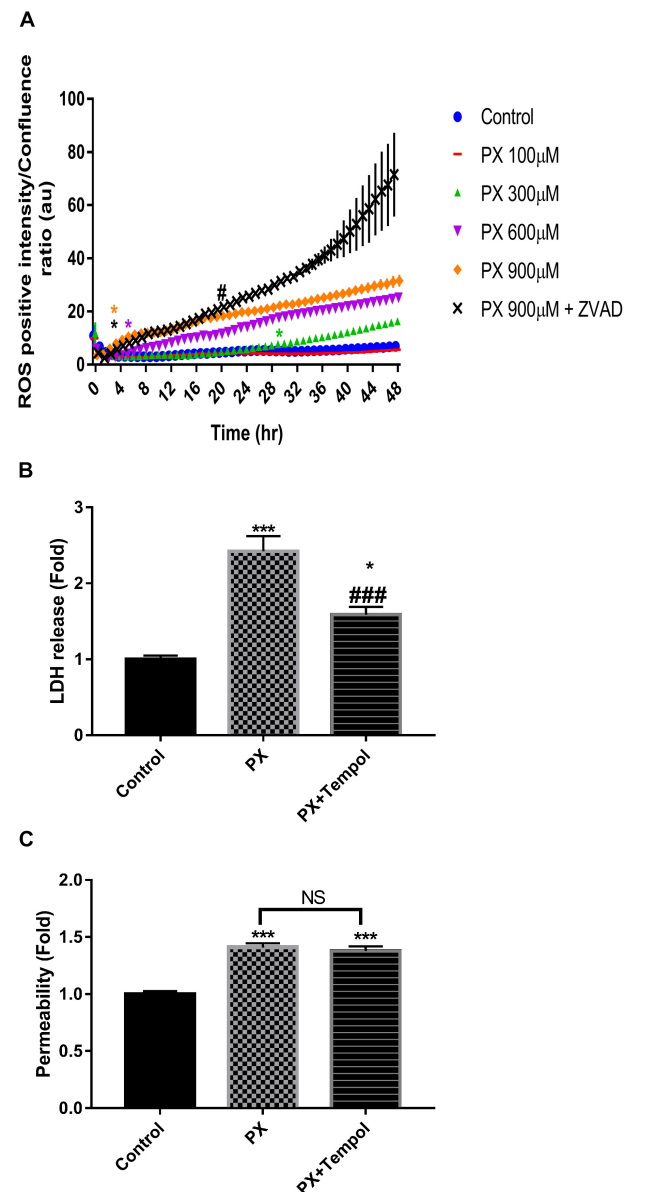 A
ROS positive intensity/Confluence
ratio (au)
100
80
60
40
20
0
*
*
*
#
*
0 4 8 12 16 20 24 28 32 36 40 44 48
Time (hr)
Control
PX 100μM
PX 300μM
PX 600μM
PX 900μM
PX 900μM + ZVAD
B
LDH release (Fold)
3
2
1
0
***
*
###
Control PX PX+Tempol
C
Permeability (Fold)
2.0
1.5
1.0
0.5
0.0
NS
*** ***
Control PX PX+Tempol